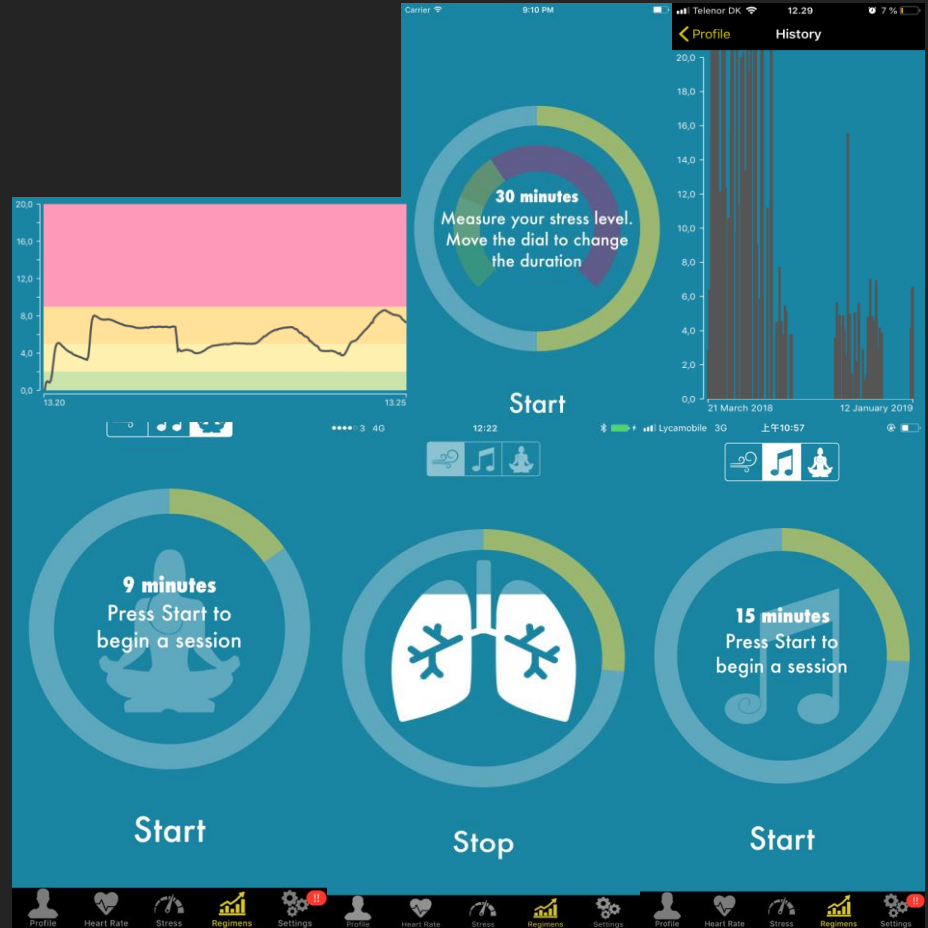 Carrier 9:10 PM
30 minutes
Measure your stress level.
Move the dial to change
the duration
Start
Telenor DK 12.29 7 %
Profile History
20,0
18,0
16,0
14,0
12,0
10,0
8,0
6,0
4,0
2,0
0,0
21 March 2018 12 January 2019
20,0
16,0
12,0
8,0
4,0
0,0
13.20 13.25
9 minutes
Press Start to
begin a session
Start
Profile Heart Rate Stress Regimens Settings
!!
3 4G 12:22
Stop
Profile Heart Rate Stress Regimens Settings
Lycamobile 3G 上午10:57
15 minutes
Press Start to
begin a session
Start
Profile Heart Rate Stress Regimens Settings
!!